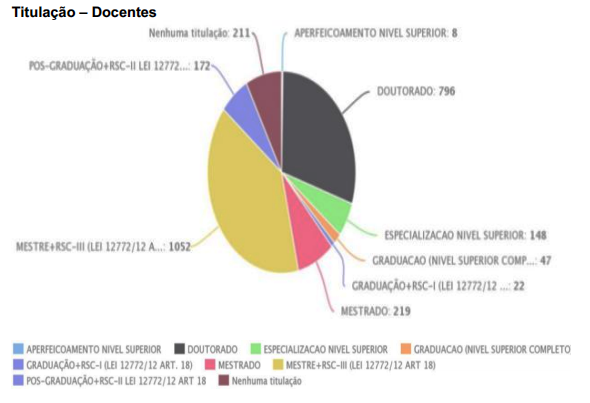 Titulação – Docentes
Nenhuma titulação: 211
APERFEICOAMENTO NIVEL SUPERIOR: 8
POS-GRADUAÇÃO+RSC-II LEI 12772...: 172
DOUTORADO: 796
ESPECIALIZACAO NIVEL SUPERIOR: 148
MESTRE+RSC-III (LEI 12772/12 A...: 1052
GRADUACAO (NIVEL SUPERIOR COMP...: 47
GRADUAÇÃO+RSC-I (LEI 12772/12 ...: 22
MESTRADO: 219
APERFEICOAMENTO NIVEL SUPERIOR DOUTORADO ESPECIALIZACAO NIVEL SUPERIOR GRADUACAO (NIVEL SUPERIOR COMPLETO
GRADUAÇÃO+RSC-I (LEI 12772/12 ART. 18) MESTRADO MESTRE+RSC-III (LEI 12772/12 ART 18)
POS-GRADUAÇÃO+RSC-II LEI 12772/12 ART 18 Nenhuma titulação